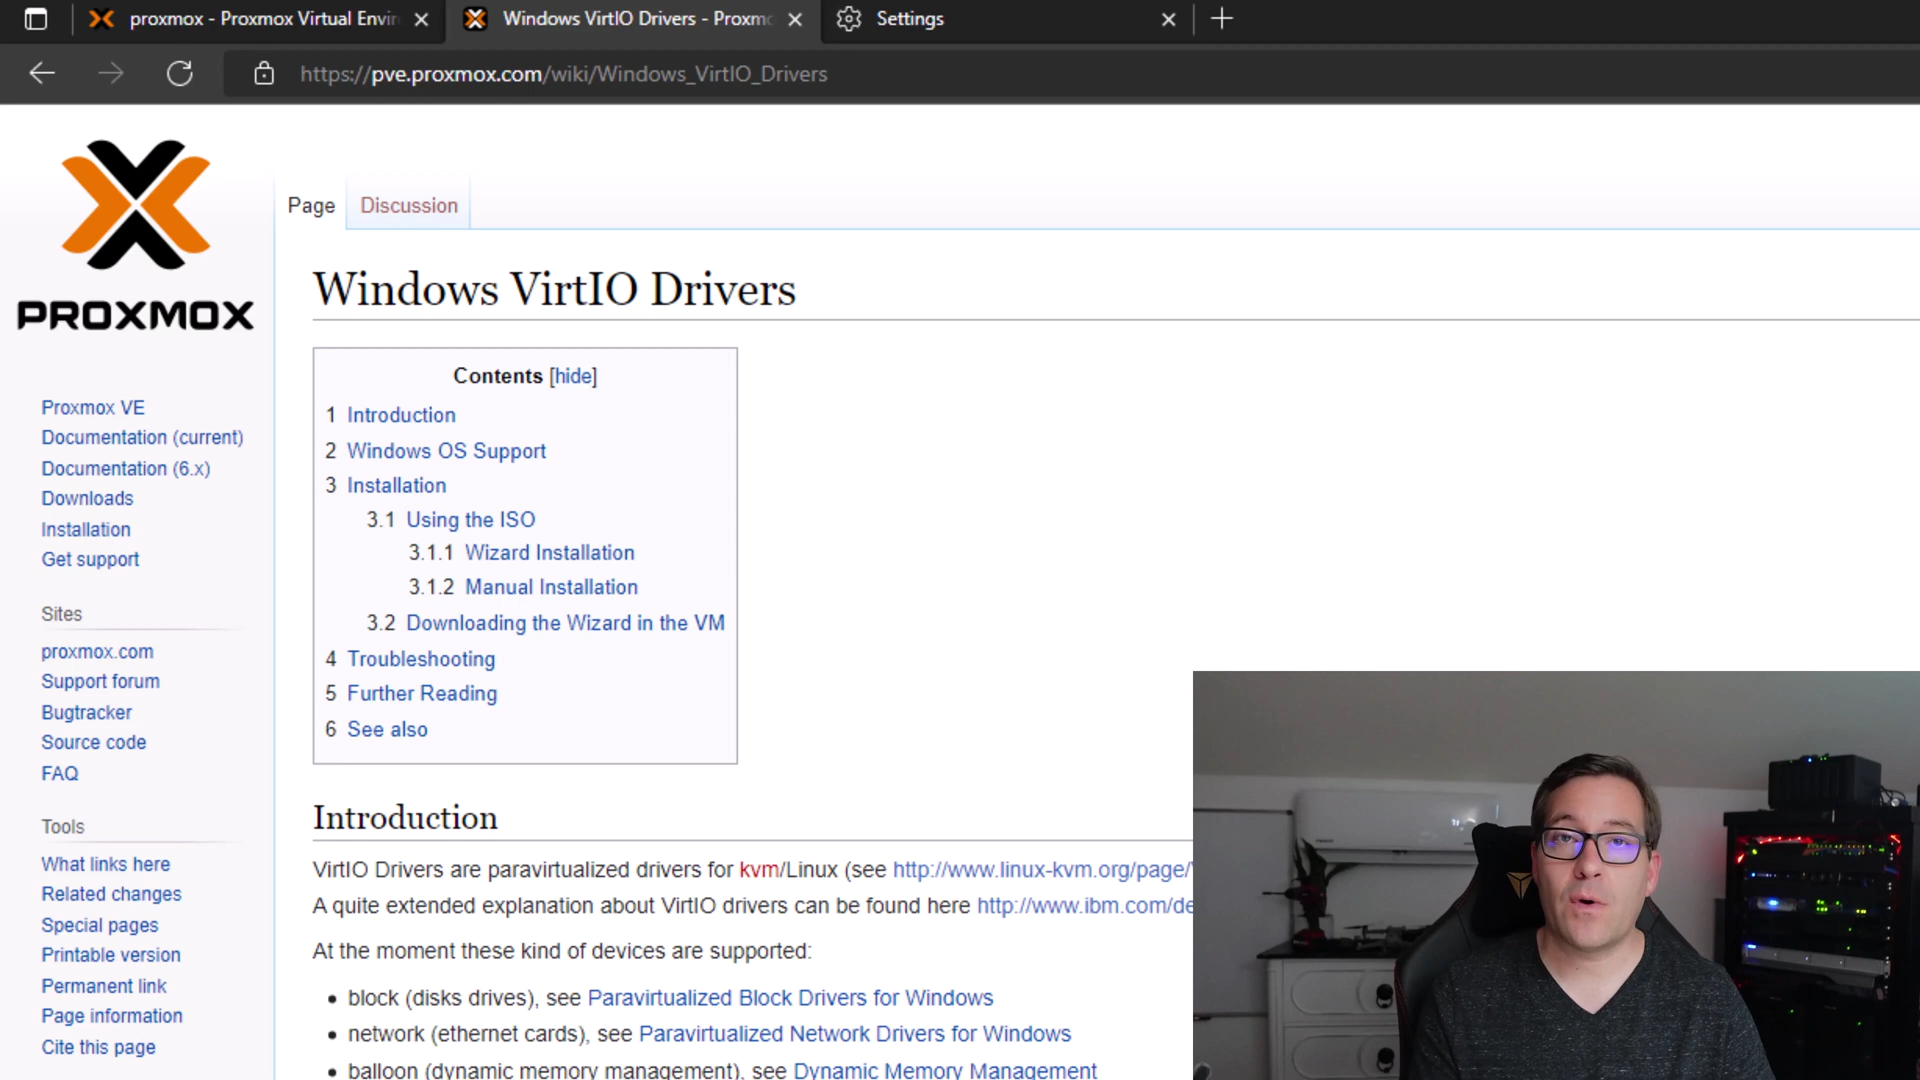 proxmox - Proxmox Virtual Envir
Windows VirtIO Drivers - Proxmo
Settings
https://pve.proxmox.com/wiki/Windows_VirtIO_Drivers
PROXMOX
Page
Discussion
Windows VirtIO Drivers
Contents [hide]
1 Introduction
2 Windows OS Support
3 Installation
3.1 Using the ISO
3.1.1 Wizard Installation
3.1.2 Manual Installation
3.2 Downloading the Wizard in the VM
4 Troubleshooting
5 Further Reading
6 See also
Proxmox VE
Documentation (current)
Documentation (6.x)
Downloads
Installation
Get support
Sites
proxmox.com
Support forum
Bugtracker
Source code
FAQ
Tools
What links here
Related changes
Special pages
Printable version
Permanent link
Page information
Cite this page
Introduction
VirtIO Drivers are paravirtualized drivers for kvm/Linux (see http://www.linux-kvm.org/page/
A quite extended explanation about VirtIO drivers can be found here http://www.ibm.com/de
At the moment these kind of devices are supported:
• block (disks drives), see Paravirtualized Block Drivers for Windows
• network (ethernet cards), see Paravirtualized Network Drivers for Windows
• balloon (dynamic memory management), see Dynamic Memory Management